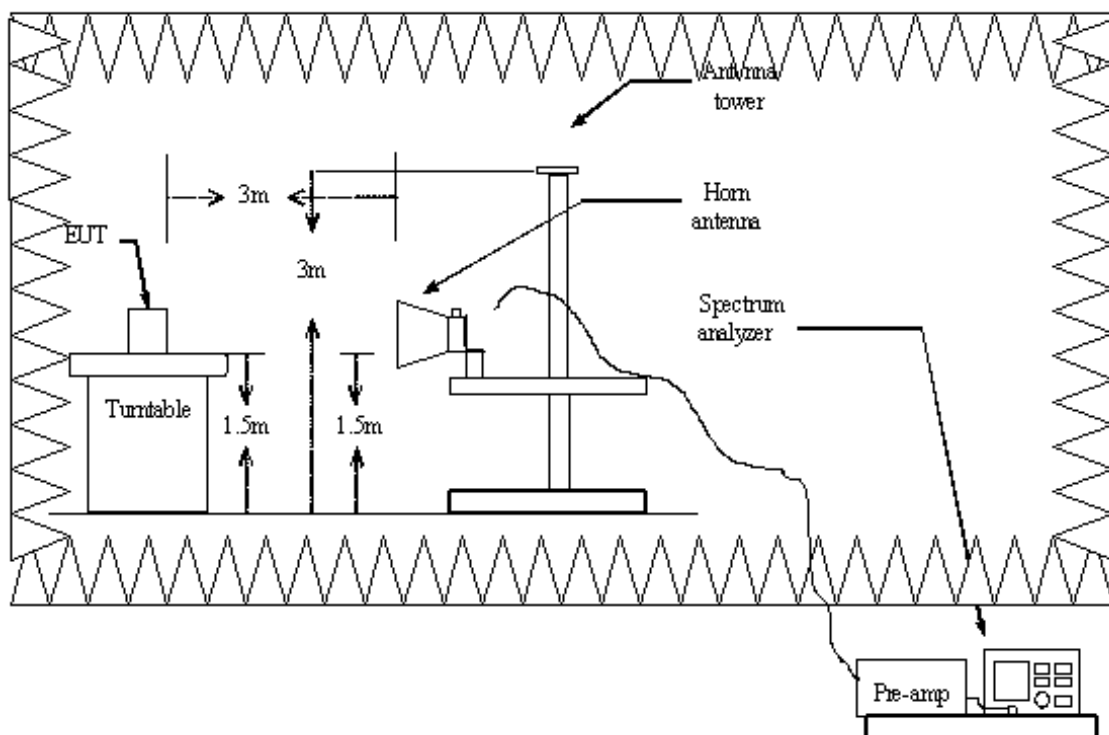 Antenna
tower
3m
Horn
antenna
EUT
3m
Spectrum
analyzer
Turntable
1.5m
1.5m
Pre-amp